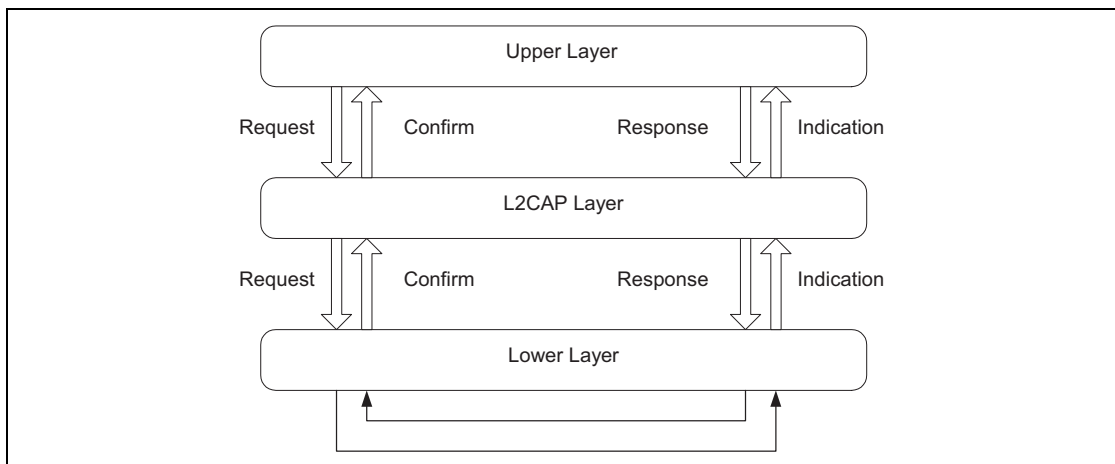 Upper Layer
Request Confirm Response Indication
L2CAP Layer
Request Confirm Response Indication
Lower Layer